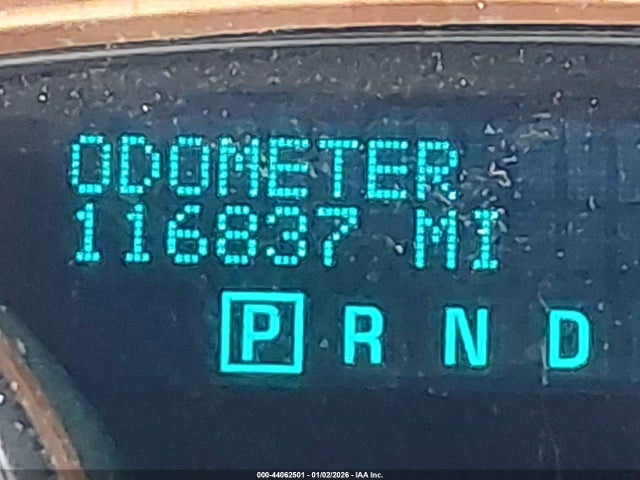 ODOMETER
116837 MI
P R N D
000-44062501 - 01/02/2026 - IAA Inc.